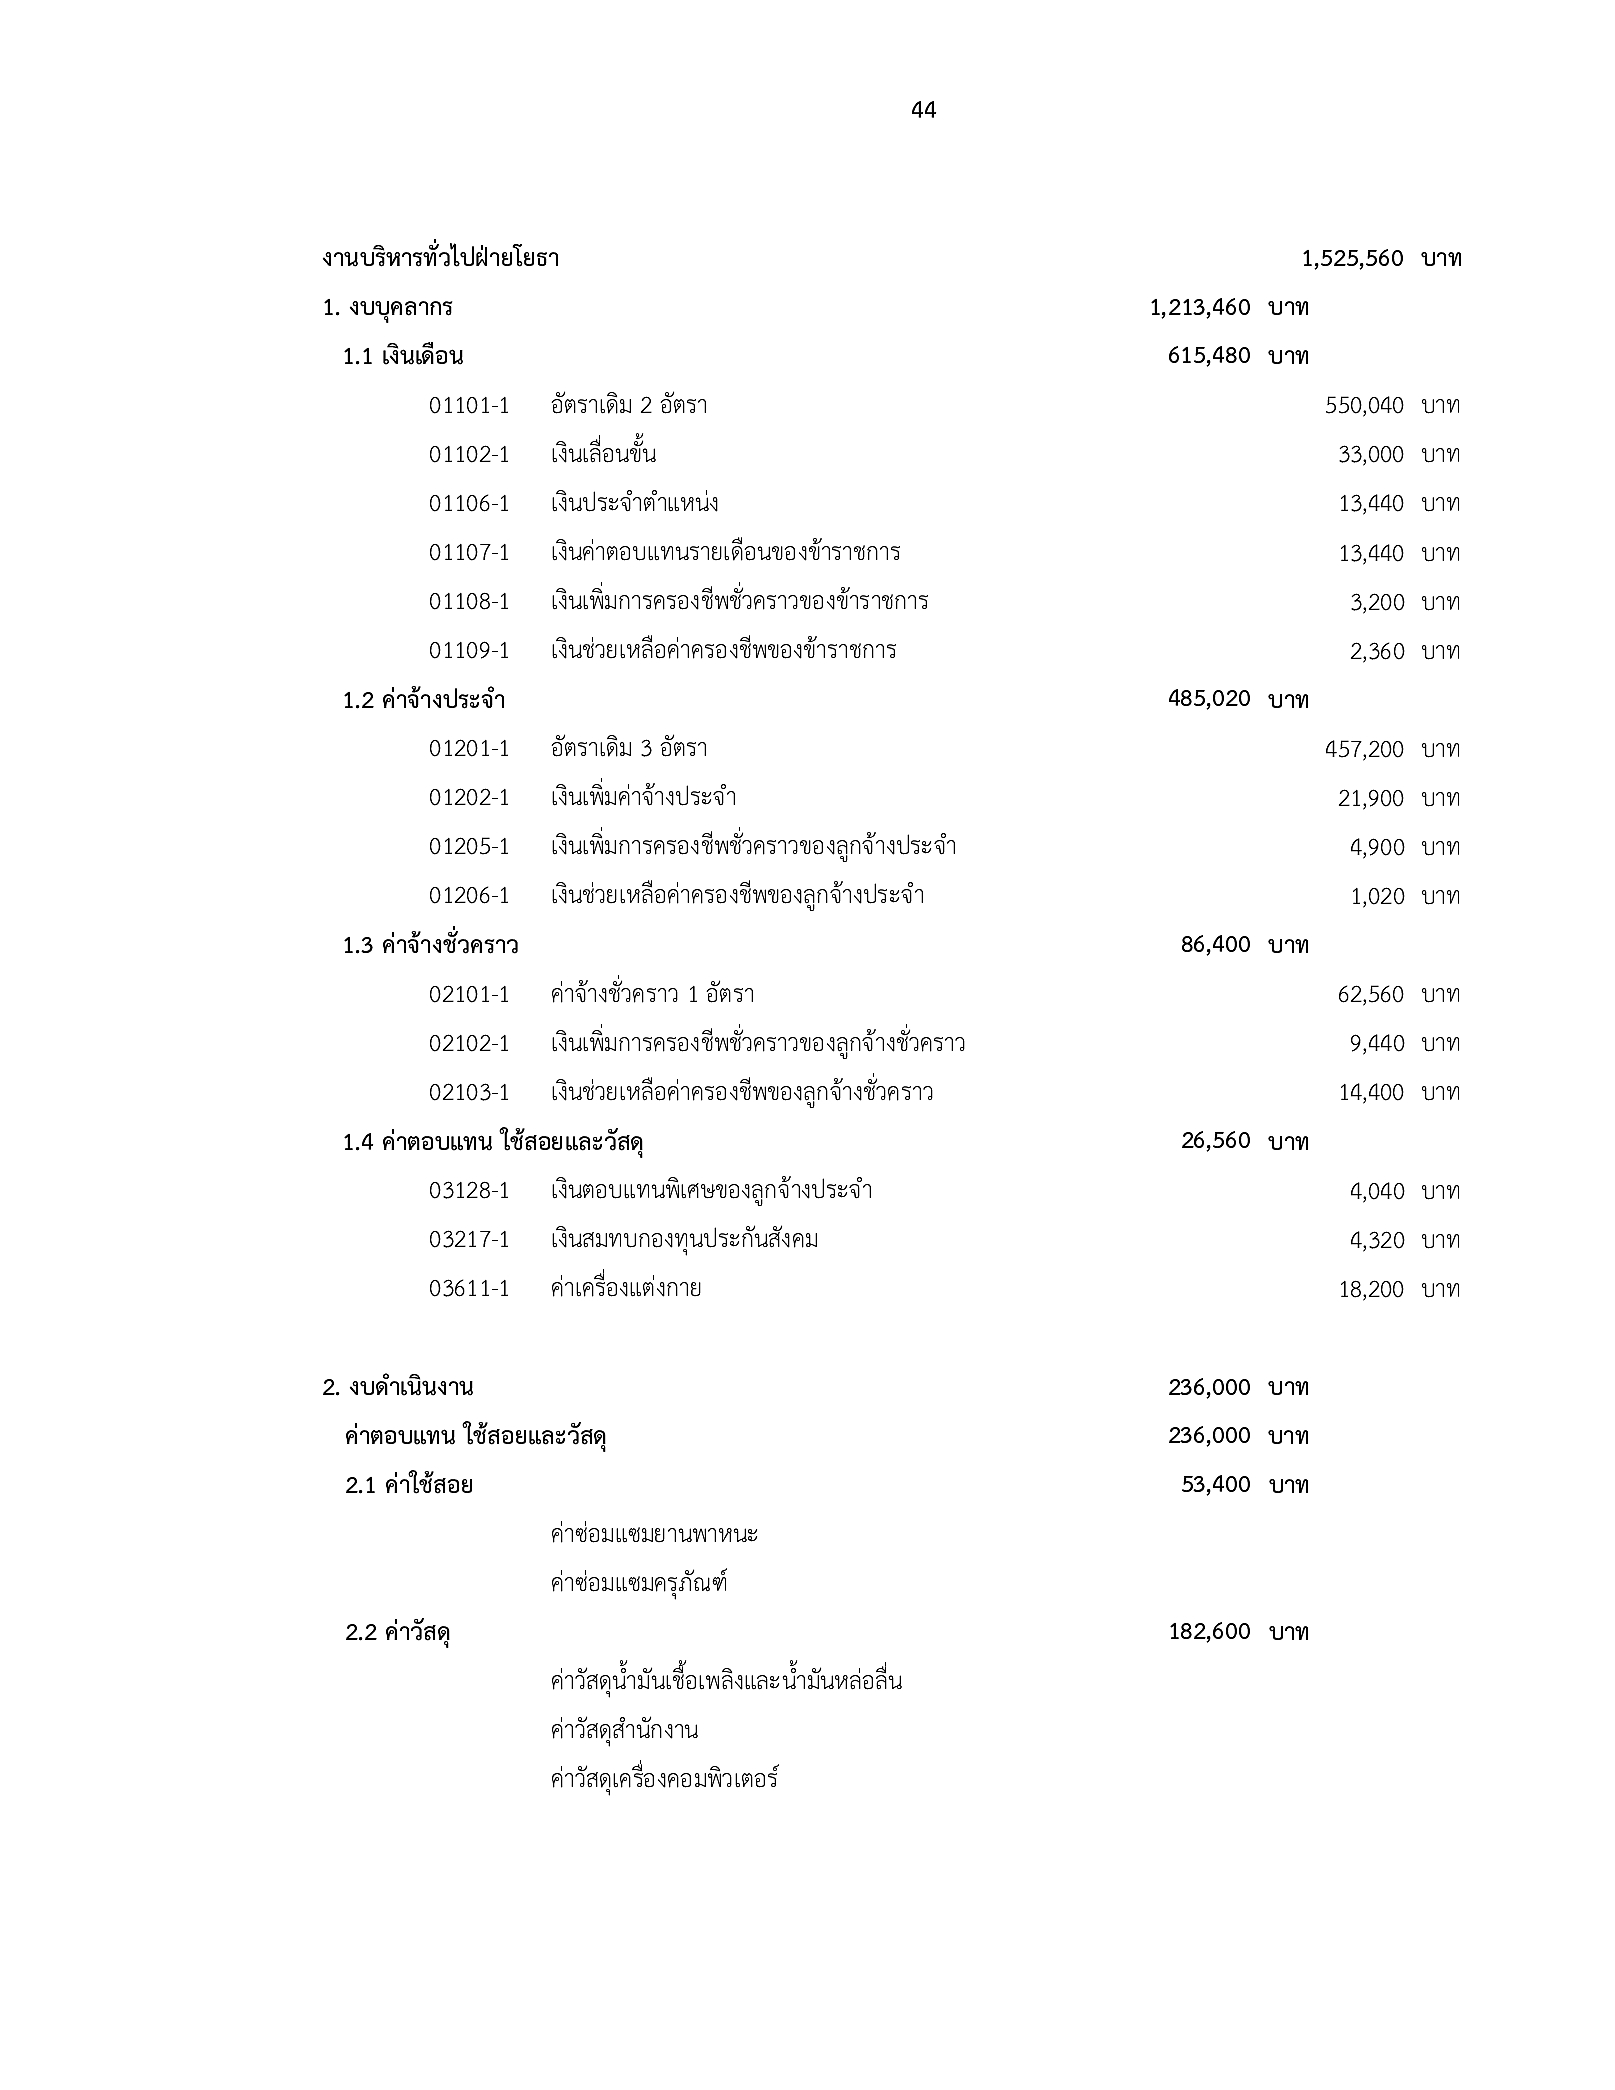 44
งานบริหารทั่วไปฝ่ายโยธา 1,525,560 บาท
1. งบบุคลากร 1,213,460 บาท
1.1 เงินเดือน 615,480 บาท
01101-1 อัตราเดิม 2 อัตรา 550,040 บาท
01102-1 เงินเลื่อนขั้น 33,000 บาท
01106-1 เงินประจำตำแหน่ง 13,440 บาท
01107-1 เงินค่าตอบแทนรายเดือนของข้าราชการ 13,440 บาท
01108-1 เงินเพิ่มการครองชีพชั่วคราวของข้าราชการ 3,200 บาท
01109-1 เงินช่วยเหลือค่าครองชีพของข้าราชการ 2,360 บาท
1.2 ค่าจ้างประจำ 485,020 บาท
01201-1 อัตราเดิม 3 อัตรา 457,200 บาท
01202-1 เงินเพิ่มค่าจ้างประจำ 21,900 บาท
01205-1 เงินเพิ่มการครองชีพชั่วคราวของลูกจ้างประจำ 4,900 บาท
01206-1 เงินช่วยเหลือค่าครองชีพของลูกจ้างประจำ 1,020 บาท
1.3 ค่าจ้างชั่วคราว 86,400 บาท
02101-1 ค่าจ้างชั่วคราว 1 อัตรา 62,560 บาท
02102-1 เงินเพิ่มการครองชีพชั่วคราวของลูกจ้างชั่วคราว 9,440 บาท
02103-1 เงินช่วยเหลือค่าครองชีพของลูกจ้างชั่วคราว 14,400 บาท
1.4 ค่าตอบแทน ใช้สอยและวัสดุ 26,560 บาท
03128-1 เงินตอบแทนพิเศษของลูกจ้างประจำ 4,040 บาท
03217-1 เงินสมทบกองทุนประกันสังคม 4,320 บาท
03611-1 ค่าเครื่องแต่งกาย 18,200 บาท
2. งบดำเนินงาน 236,000 บาท
ค่าตอบแทน ใช้สอยและวัสดุ 236,000 บาท
2.1 ค่าใช้สอย 53,400 บาท
ค่าซ่อมแซมยานพาหนะ
ค่าซ่อมแซมครุภัณฑ์
2.2 ค่าวัสดุ 182,600 บาท
ค่าวัสดุน้ำมันเชื้อเพลิงและน้ำมันหล่อลื่น
ค่าวัสดุสำนักงาน
ค่าวัสดุเครื่องคอมพิวเตอร์